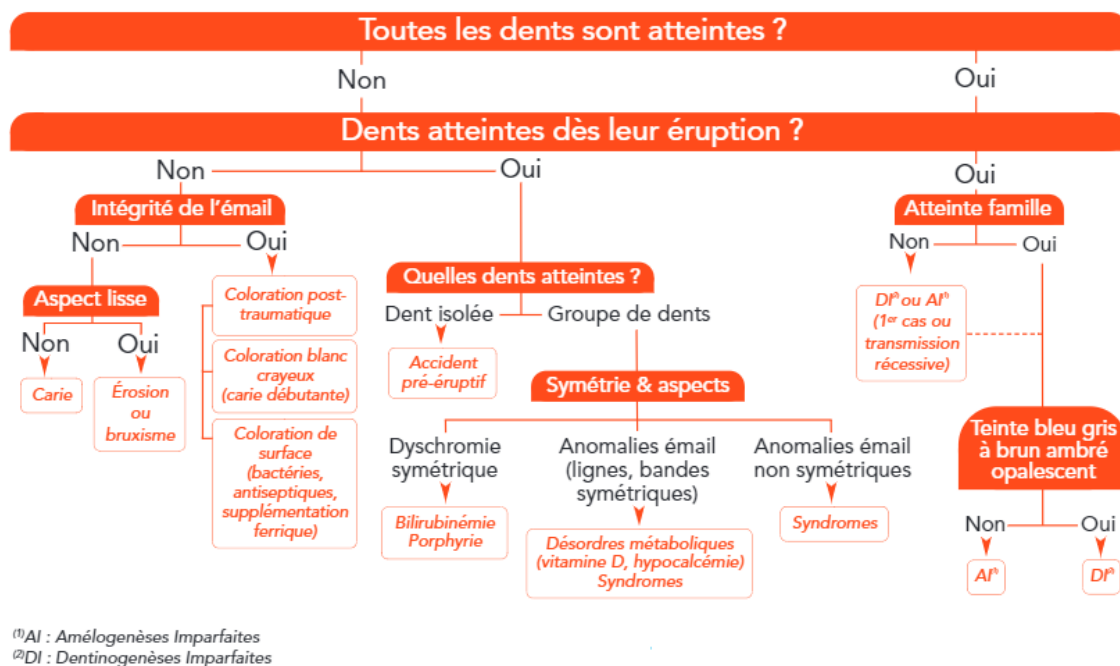 Toutes les dents sont atteintes ?
Non
Oui
Dents atteintes dès leur éruption ?
Non
Oui
Oui
Intégrité de l'émail
Non
Oui
Aspect lisse
Non
Oui
Carie
Érosion
ou
bruxisme
Coloration post-
traumatique
Coloration blanc
crayeux
(carie débutante)
Coloration de
surface
(bactéries,
antiseptiques,
supplémentation
ferrique)
Quelles dents atteintes ?
Dent isolée
Groupe de dents
Accident
pré-éruptif
Symétrie & aspects
Dyschromie
symétrique
Anomalies émail
(lignes, bandes
symétriques)
Anomalies émail
non symétriques
Bilirubinémie
Porphyrie
Désordres métaboliques
(vitamine D, hypocalcémie)
Syndromes
Syndromes
Atteinte famille
Non
Oui
DI⁽²⁾ ou AI⁽¹⁾
(1er cas ou
transmission
récessive)
Teinte bleu gris
à brun ambré
opalescent
Non
Oui
AI⁽¹⁾
DI⁽²⁾
⁽¹⁾AI : Amélogenèses Imparfaites
⁽²⁾DI : Dentinogenèses Imparfaites